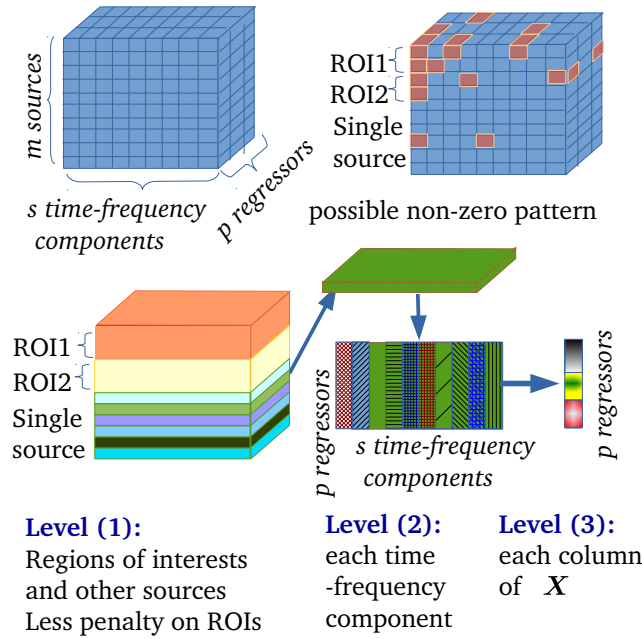 m sources
s time-frequency
components
p regressors
ROI1
ROI2
Single
source
possible non-zero pattern
ROI1
ROI2
Single
source
p regressors
s time-frequency
components
p regressors
Level (1):
Regions of interests
and other sources
Less penalty on ROIs
Level (2):
each time
-frequency
component
Level (3):
each column
of X